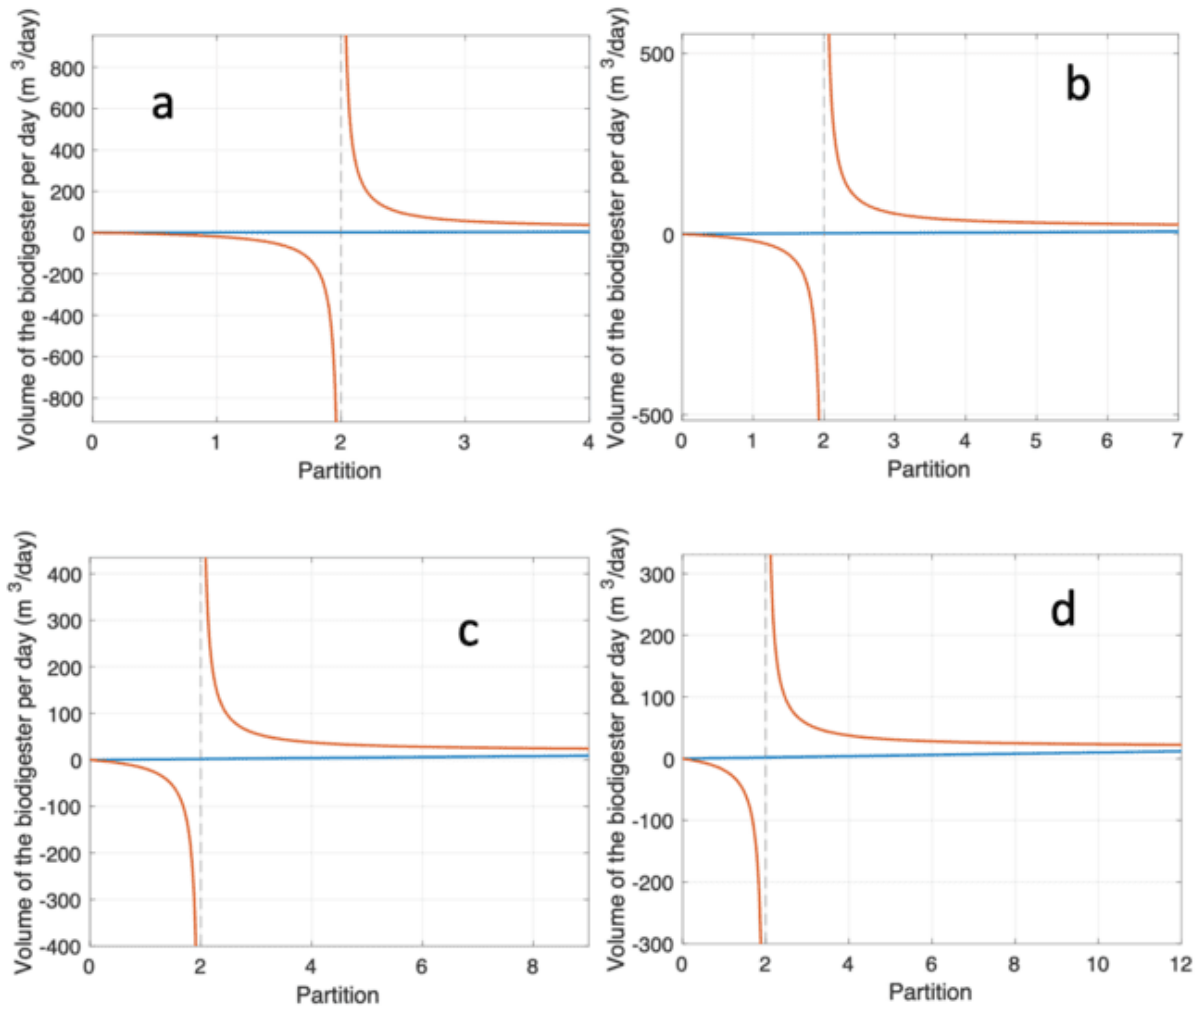 Volume of the biodigester per day (m ³/day)
800
600
400
200
0
-200
-400
-600
-800
a
0 1 2 3 4
Partition
Volume of the biodigester per day (m ³/day)
500
0
-500
b
0 1 2 3 4 5 6 7
Partition
Volume of the biodigester per day (m ³/day)
400
300
200
100
0
-100
-200
-300
-400
c
0 2 4 6 8
Partition
Volume of the biodigester per day (m ³/day)
300
200
100
0
-100
-200
-300
d
0 2 4 6 8 10 12
Partition